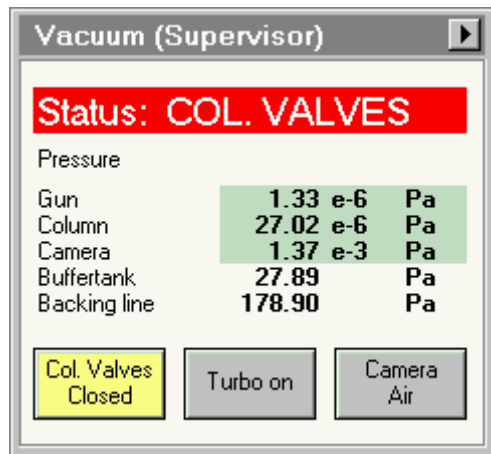 Vacuum (Supervisor)
Status: COL. VALVES
Pressure
Gun 1.33 e-6 Pa
Column 27.02 e-6 Pa
Camera 1.37 e-3 Pa
Buffertank 27.89 Pa
Backing line 178.90 Pa
Col. Valves
Closed
Turbo on
Camera
Air